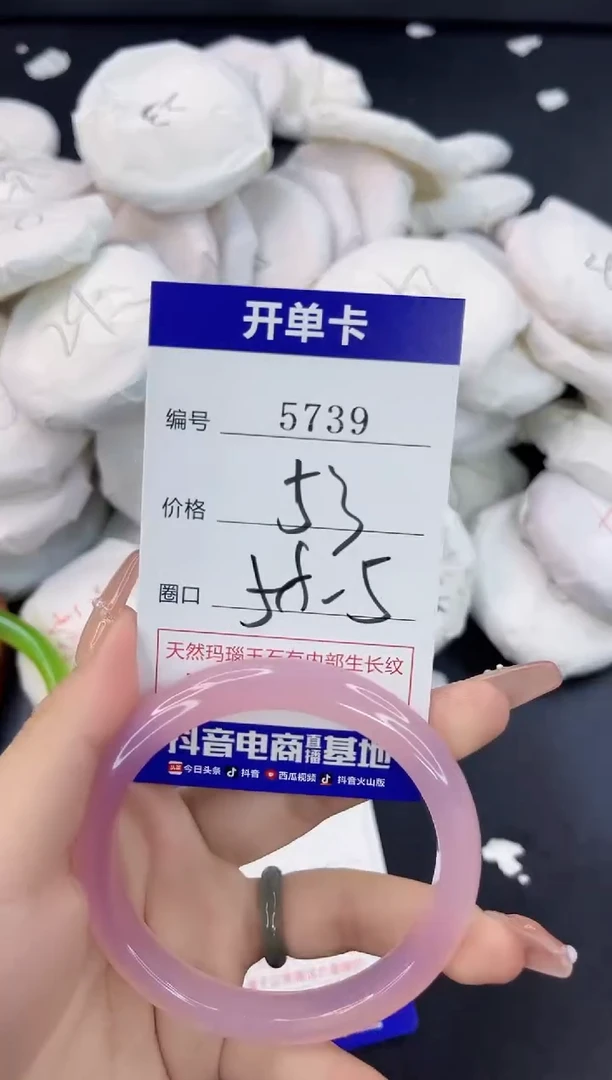 开单卡
编号 5739
价格 53
圈口
天然玛瑙玉石有内部生长纹
抖音电商直播基地
今日头条 抖音 西瓜视频 抖音火山版